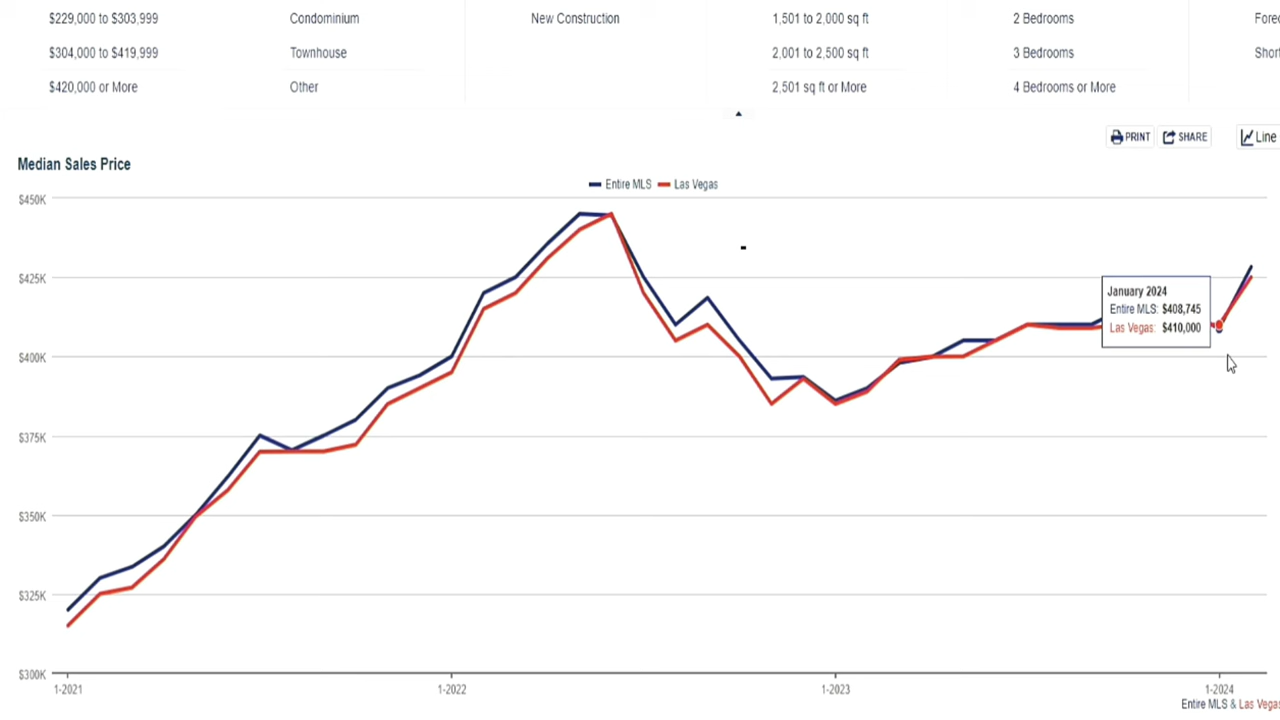 $229,000 to $303,999 Condominium New Construction 1,501 to 2,000 sq ft 2 Bedrooms
$304,000 to $419,999 Townhouse 2,001 to 2,500 sq ft 3 Bedrooms
$420,000 or More Other 2,501 sq ft or More 4 Bedrooms or More
PRINT SHARE Line
Median Sales Price
Entire MLS Las Vegas
$450K
$425K
January 2024
Entire MLS: $408,745
Las Vegas: $410,000
$400K
$375K
$350K
$325K
$300K
1-2021 1-2022 1-2023 1-2024
Entire MLS & Las Vegas